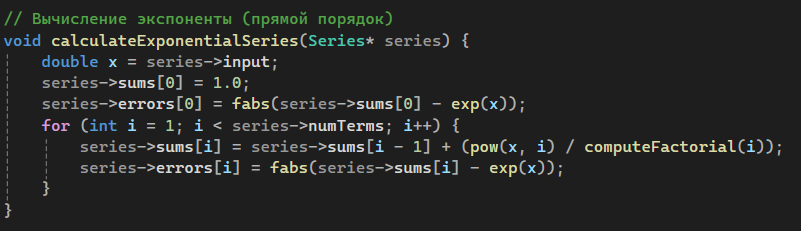 // Вычисление экспоненты (прямой порядок)
void calculateExponentialSeries(Series* series) {
    double x = series->input;
    series->sums[0] = 1.0;
    series->errors[0] = fabs(series->sums[0] - exp(x));
    for (int i = 1; i < series->numTerms; i++) {
        series->sums[i] = series->sums[i - 1] + (pow(x, i) / computeFactorial(i));
        series->errors[i] = fabs(series->sums[i] - exp(x));
    }
}